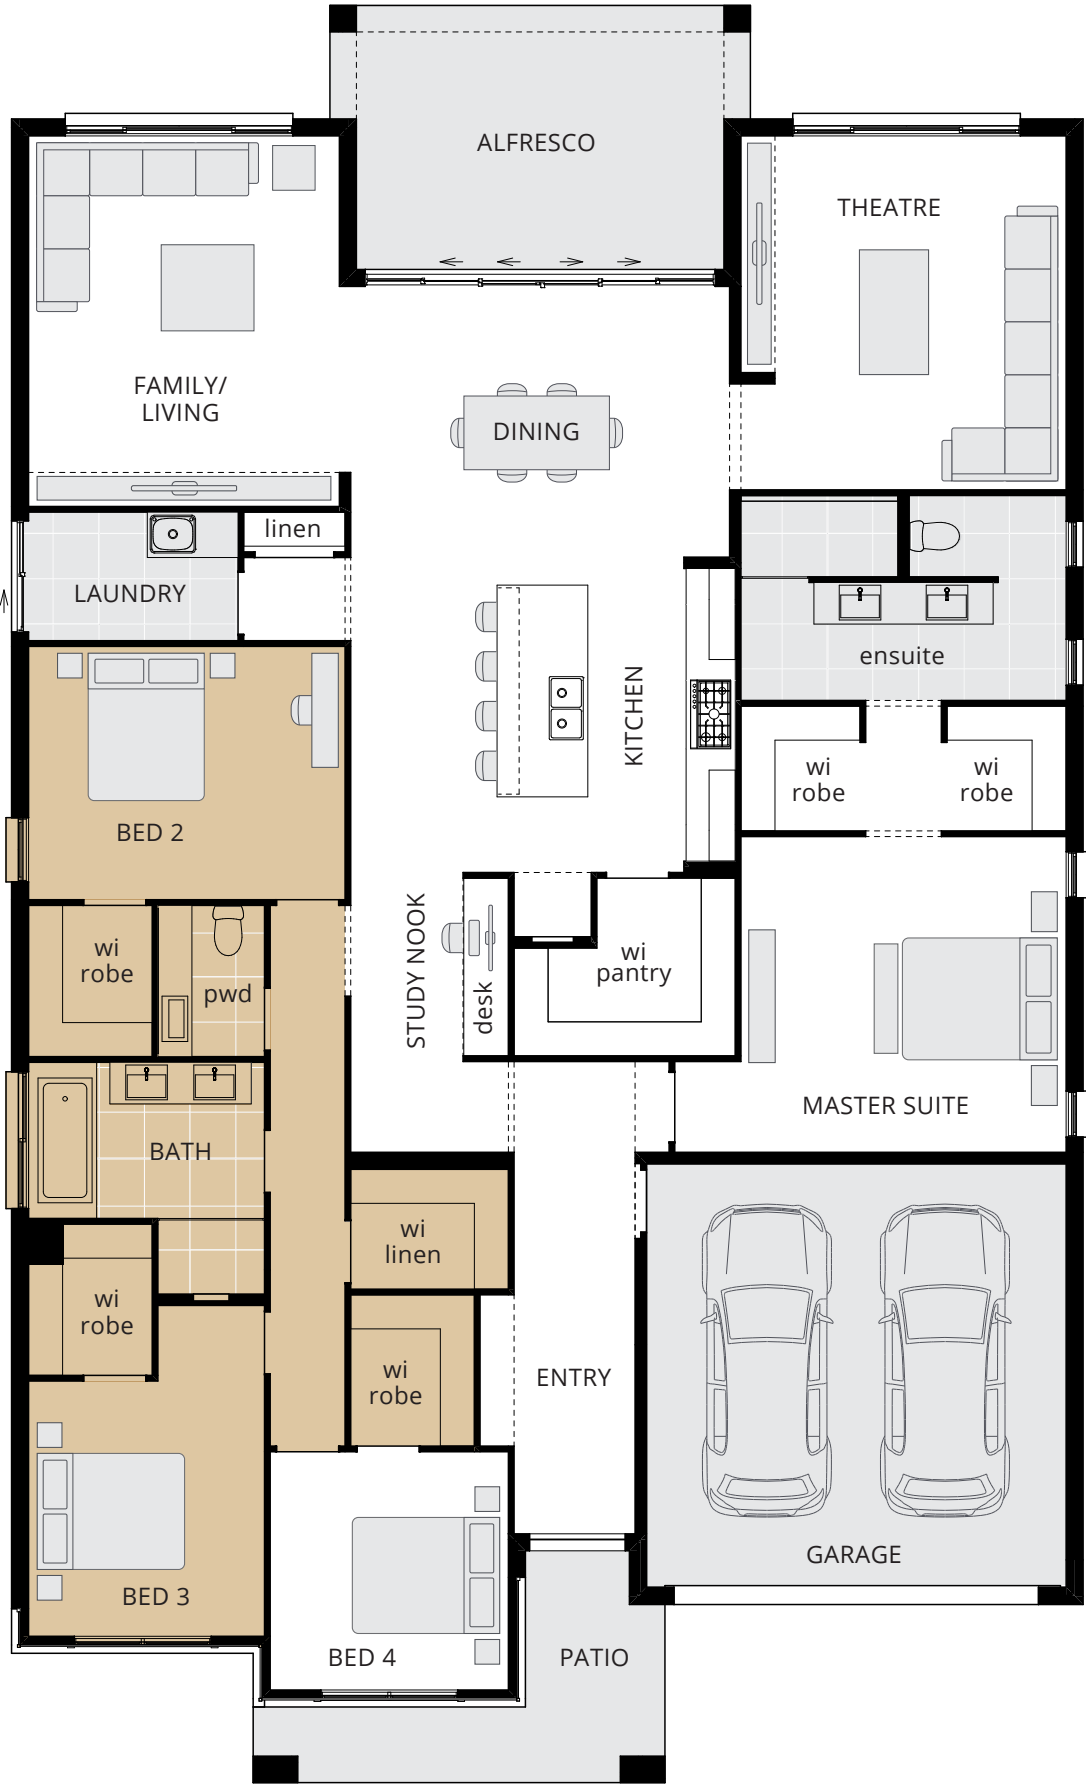 ALFRESCO
THEATRE
FAMILY/
LIVING
DINING
linen
LAUNDRY
ensuite
KITCHEN
wi
robe
wi
robe
BED 2
STUDY NOOK
desk
wi
pantry
wi
robe
pwd
MASTER SUITE
BATH
wi
linen
wi
robe
wi
robe
ENTRY
GARAGE
BED 3
BED 4
PATIO